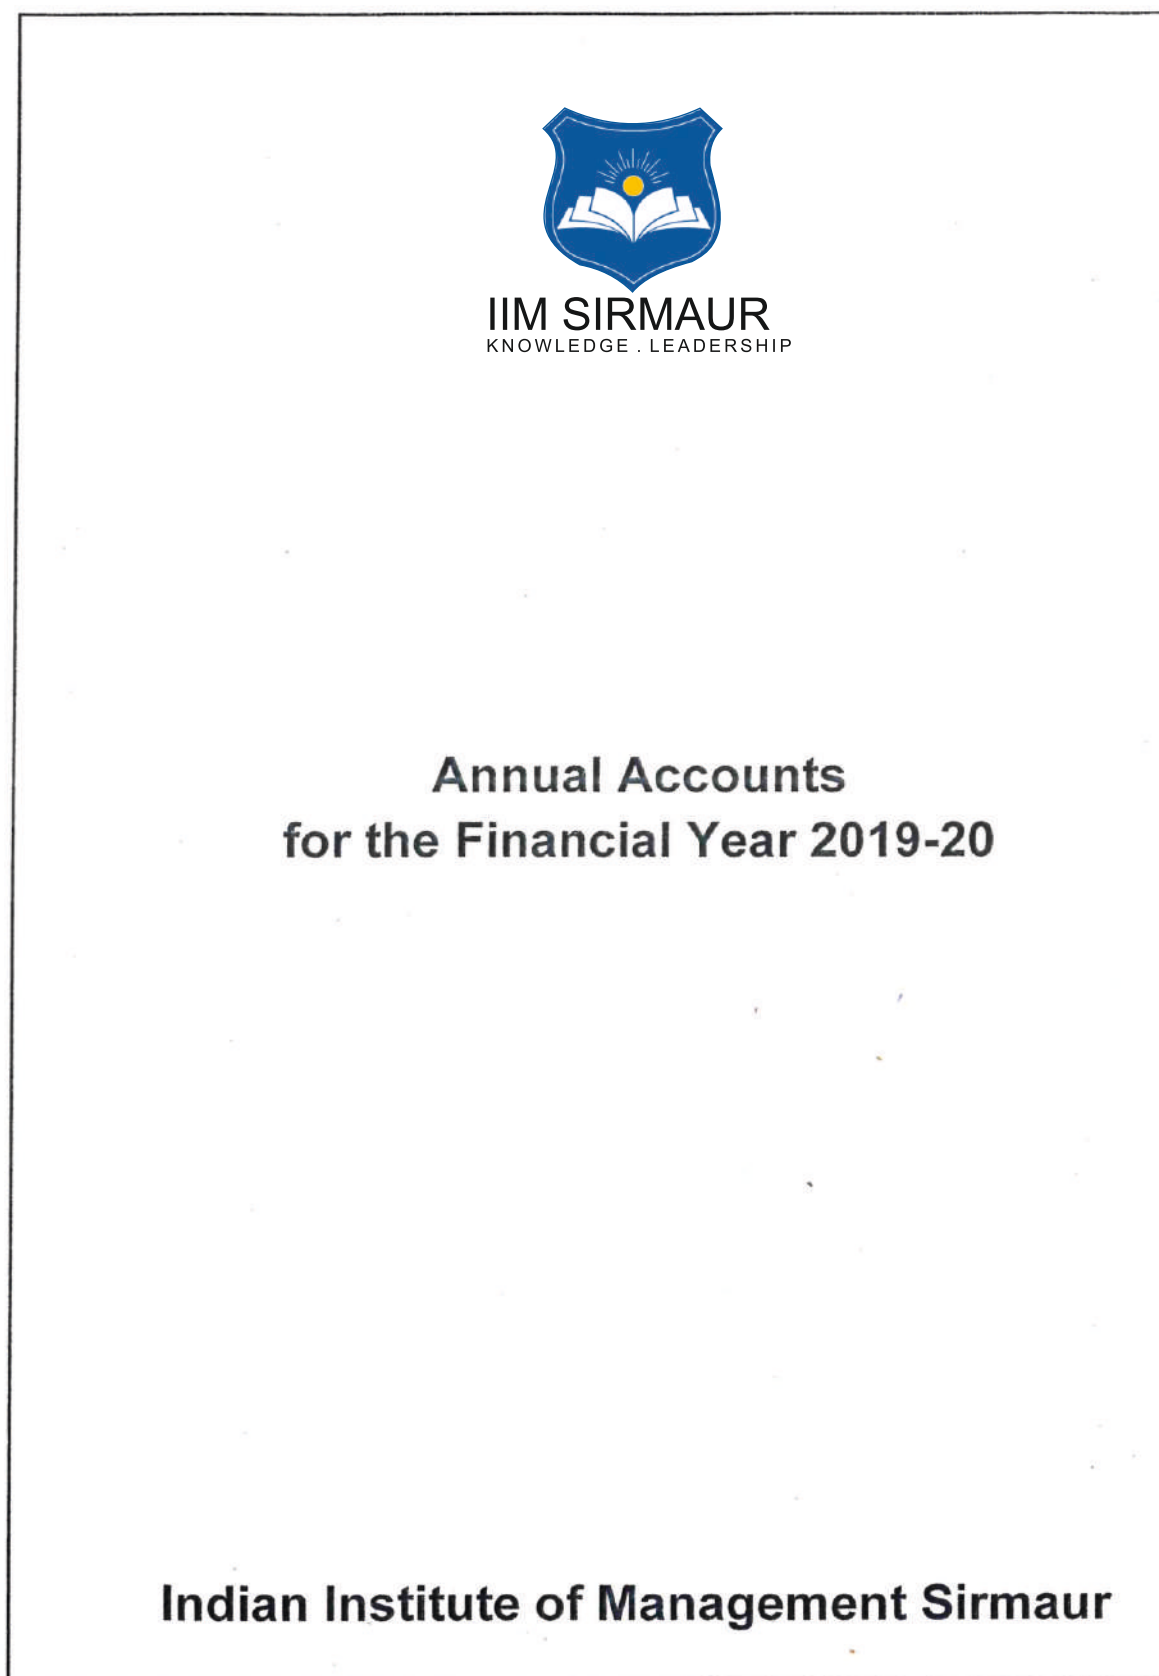 IIM SIRMAUR
KNOWLEDGE . LEADERSHIP
Annual Accounts
for the Financial Year 2019-20
Indian Institute of Management Sirmaur